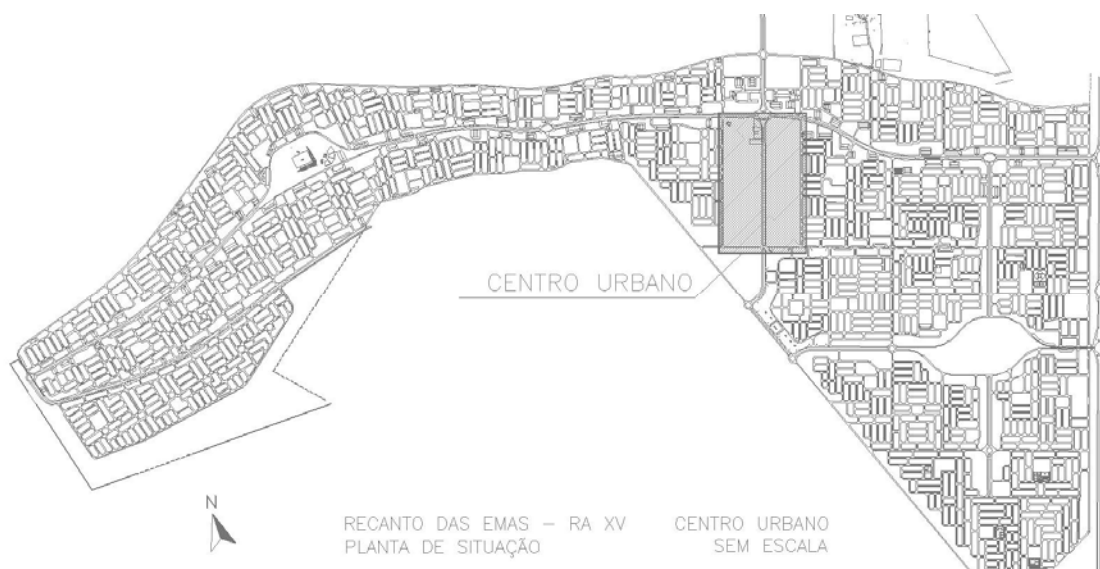 CENTRO URBANO
N
RECANTO DAS EMAS – RA XV
PLANTA DE SITUAÇÃO
CENTRO URBANO
SEM ESCALA